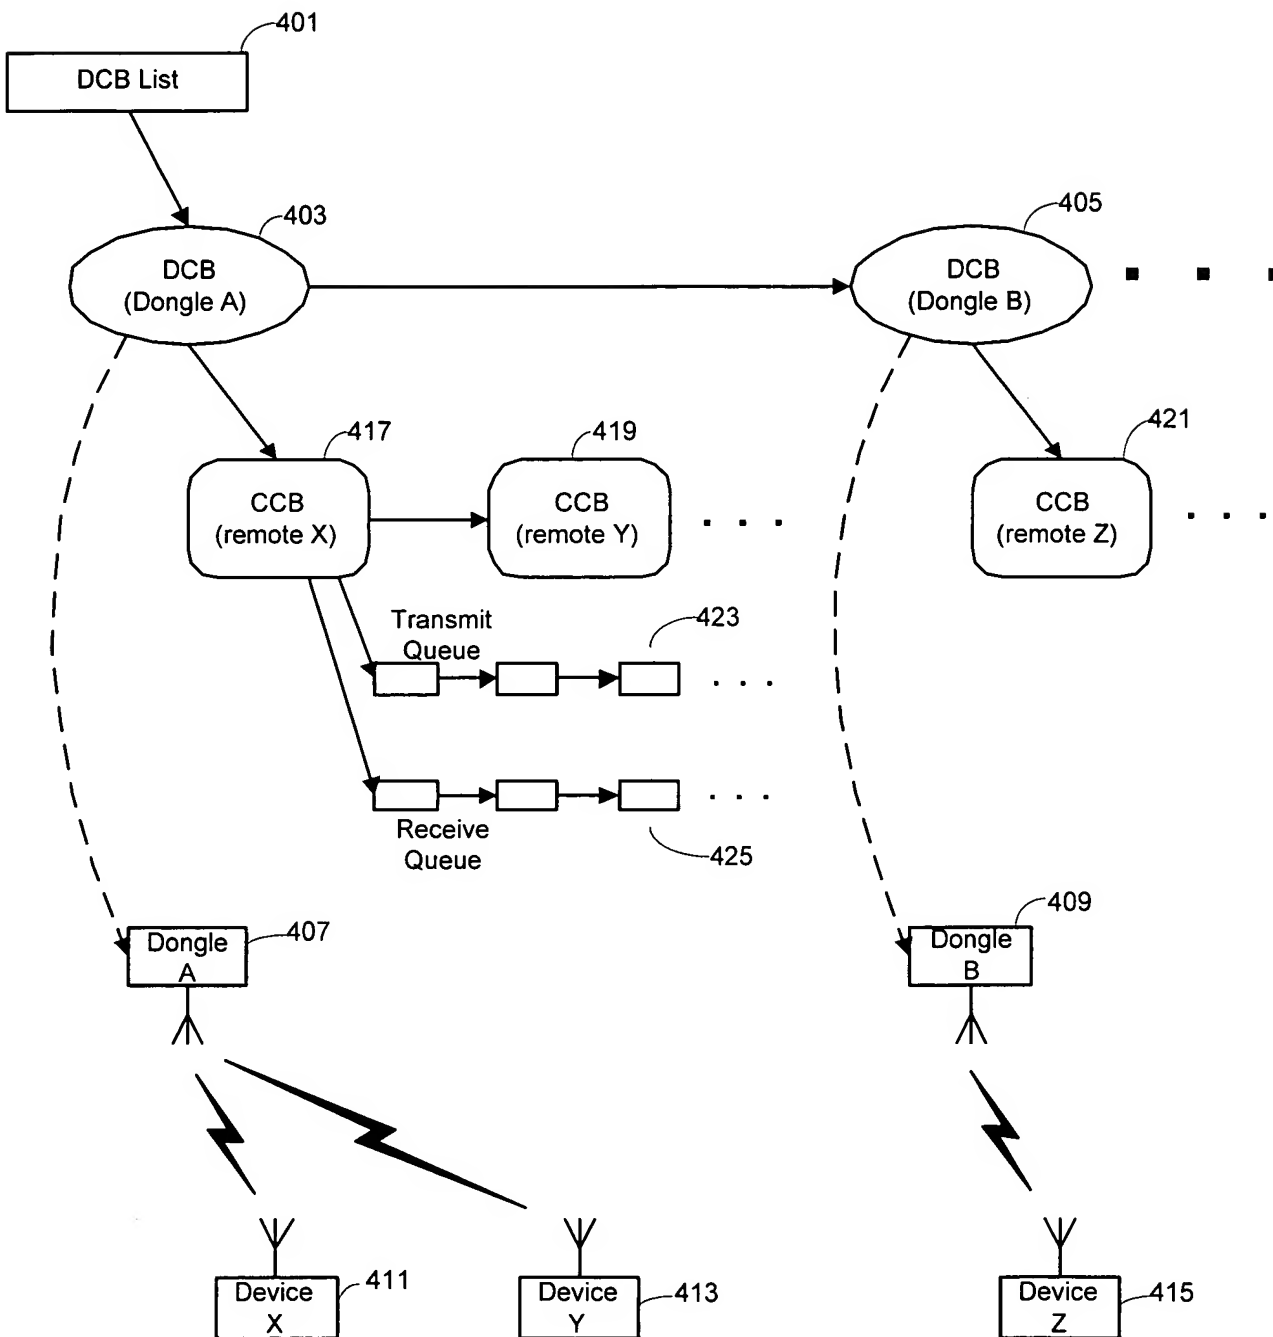 401
DCB List
403
DCB
(Dongle A)
405
DCB
(Dongle B)
417
CCB
(remote X)
419
CCB
(remote Y)
421
CCB
(remote Z)
Transmit
Queue
423
Receive
Queue
425
Dongle
A
407
Dongle
B
409
Device
X
411
Device
Y
413
Device
Z
415